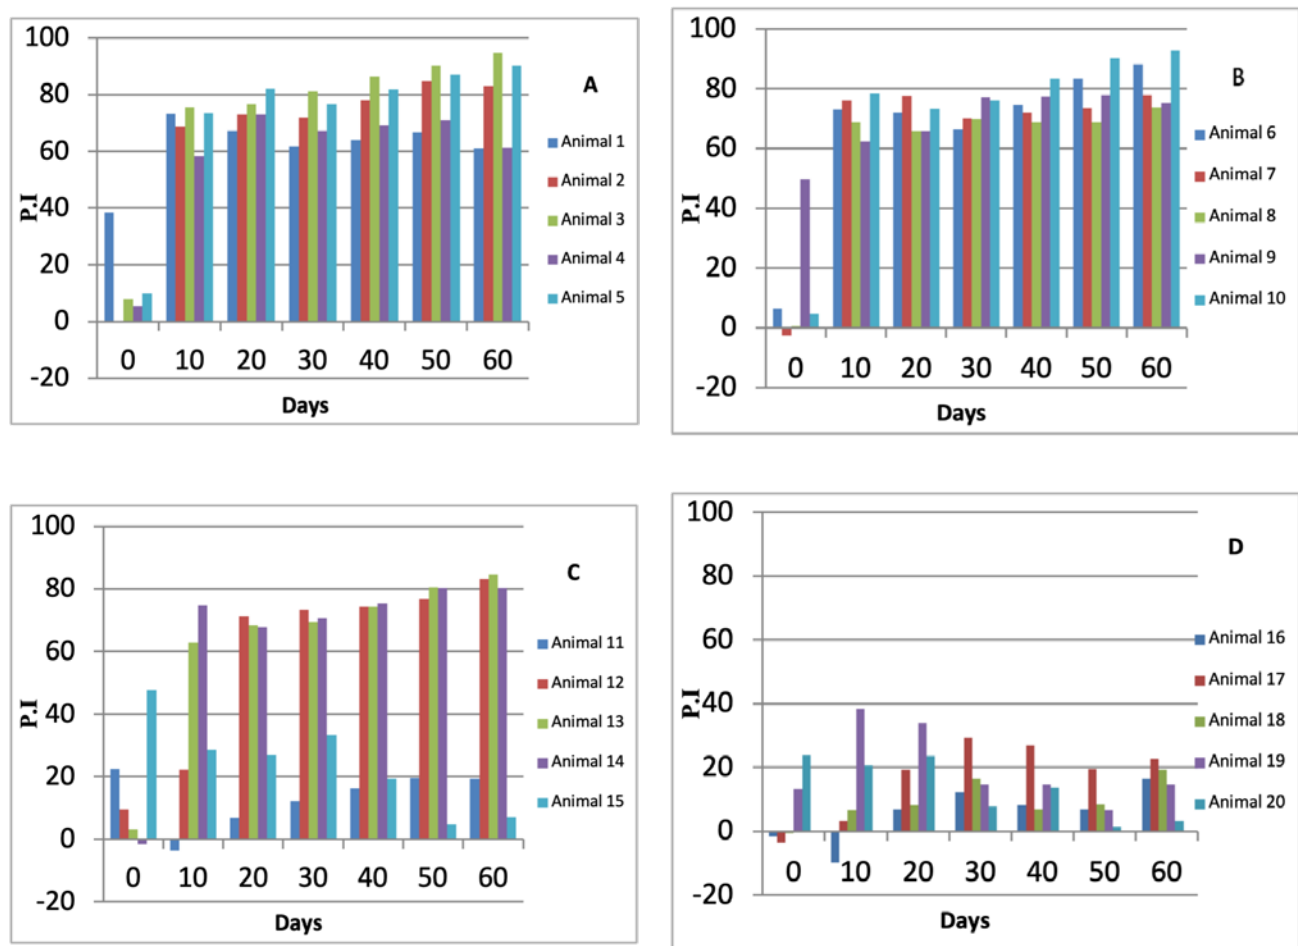 A
100
80
60
40
20
0
-20
P.I
0 10 20 30 40 50 60
Days
Animal 1
Animal 2
Animal 3
Animal 4
Animal 5
B
100
80
60
40
20
0
-20
P.I
0 10 20 30 40 50 60
Days
Animal 6
Animal 7
Animal 8
Animal 9
Animal 10
C
100
80
60
40
20
0
-20
P.I
0 10 20 30 40 50 60
Days
Animal 11
Animal 12
Animal 13
Animal 14
Animal 15
D
100
80
60
40
20
0
-20
P.I
0 10 20 30 40 50 60
Days
Animal 16
Animal 17
Animal 18
Animal 19
Animal 20